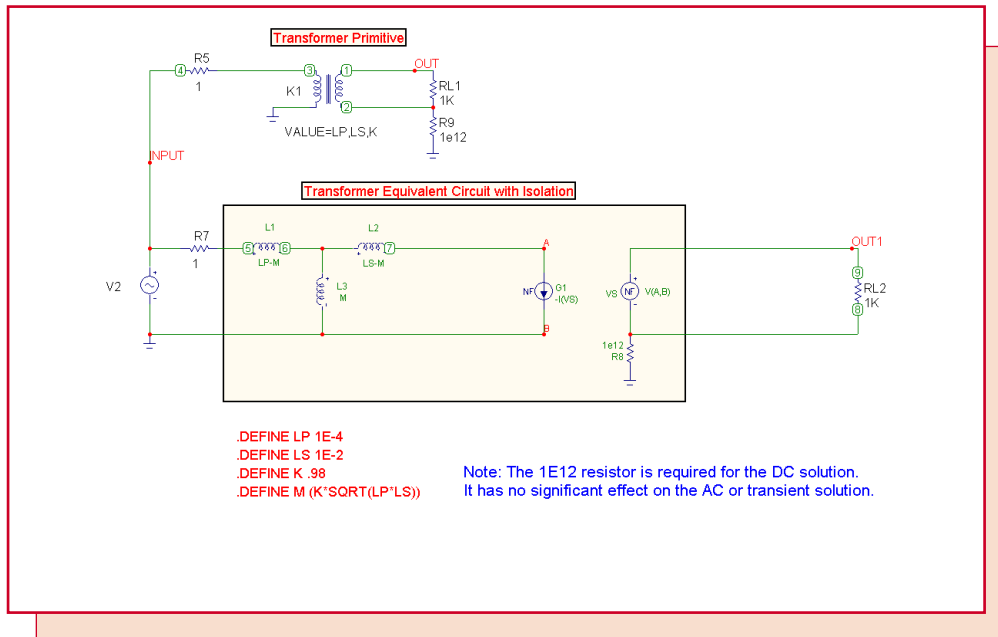 Transformer Primitive
R5
OUT
4
3
1
1
K1
RL1
1K
2
R9
1e12
VALUE=LP,LS,K
INPUT
Transformer Equivalent Circuit with Isolation
R7
L1
L2
A
OUT1
5
6
7
1
LP-M
LS-M
9
V2
L3
M
NF
G1
-I(VS)
VS
NF
V(A,B)
RL2
1K
8
B
1e12
R8
.DEFINE LP 1E-4
.DEFINE LS 1E-2
.DEFINE K .98
.DEFINE M (K*SQRT(LP*LS))
Note: The 1E12 resistor is required for the DC solution.
It has no significant effect on the AC or transient solution.